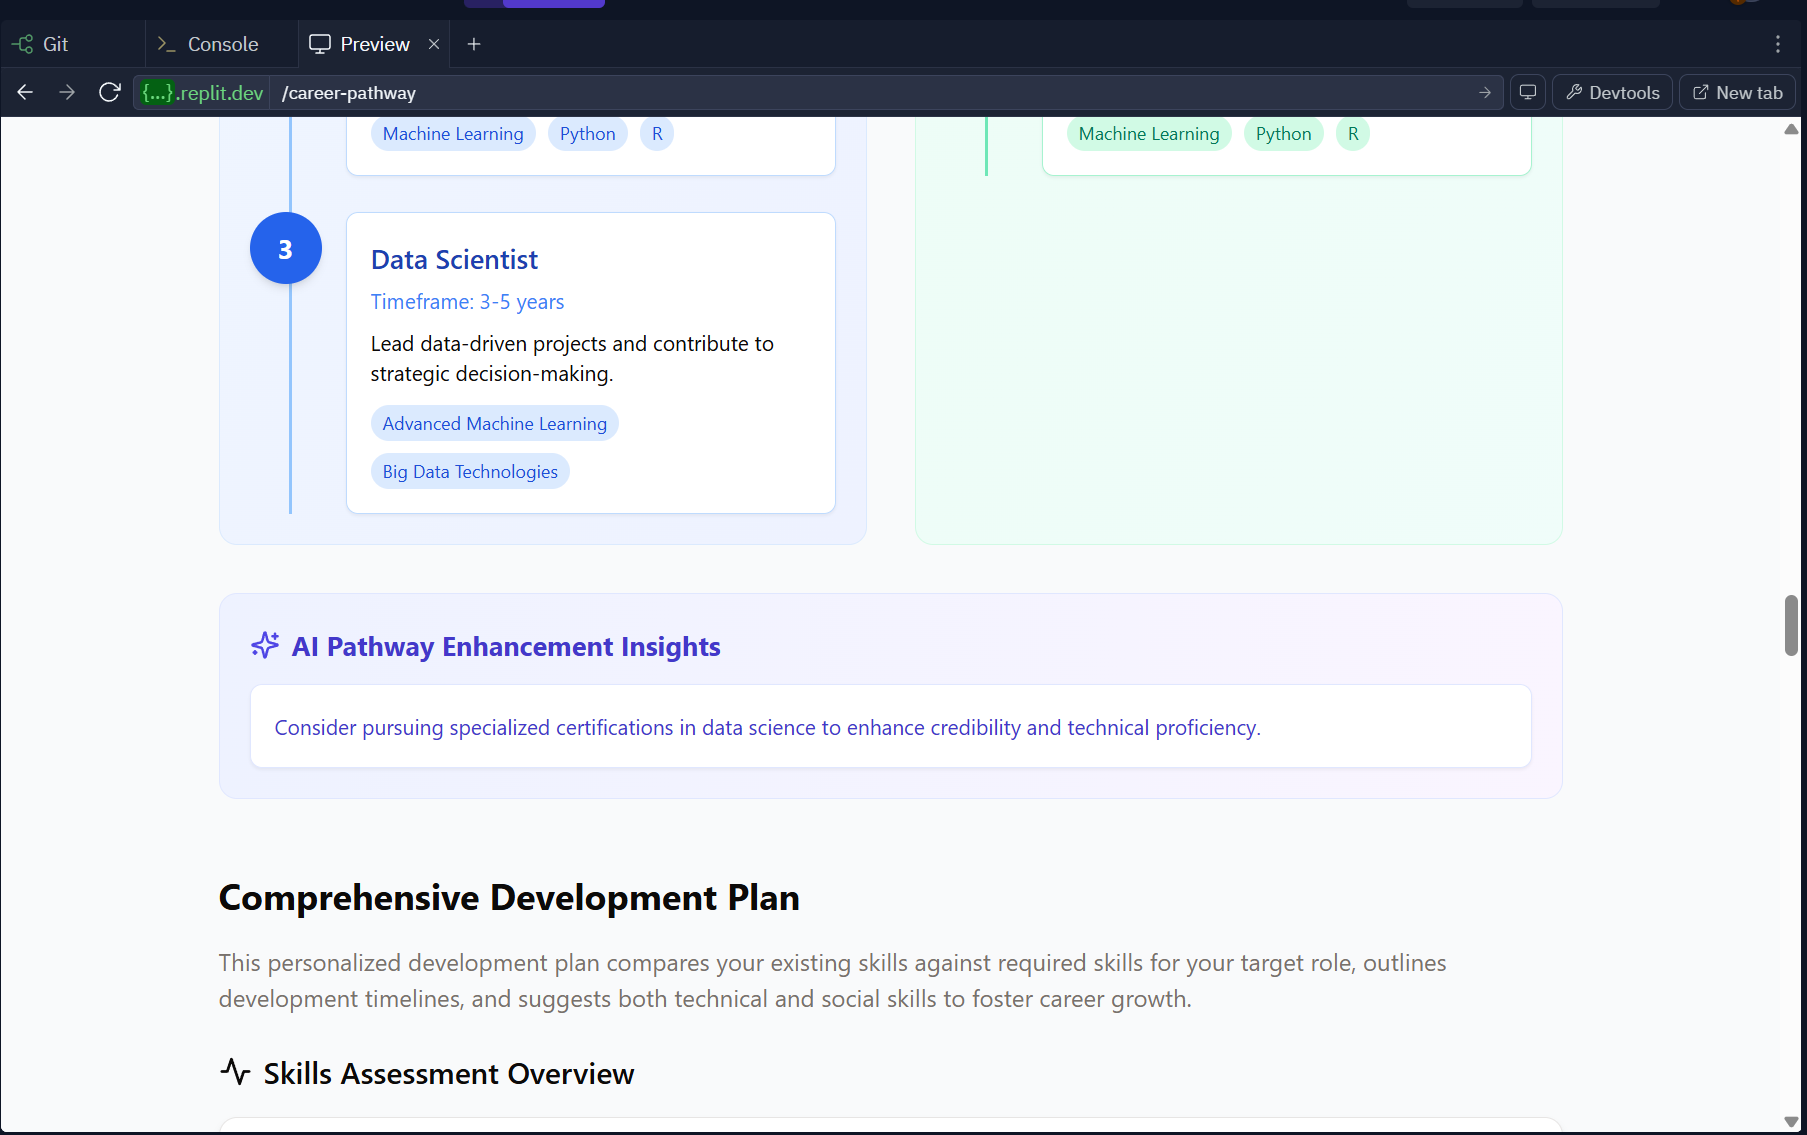 Git
Console
Preview
{...}.replit.dev
/career-pathway
Devtools
New tab
Machine Learning
Python
R
Machine Learning
Python
R
3
Data Scientist
Timeframe: 3-5 years
Lead data-driven projects and contribute to
strategic decision-making.
Advanced Machine Learning
Big Data Technologies
AI Pathway Enhancement Insights
Consider pursuing specialized certifications in data science to enhance credibility and technical proficiency.
Comprehensive Development Plan
This personalized development plan compares your existing skills against required skills for your target role, outlines
development timelines, and suggests both technical and social skills to foster career growth.
Skills Assessment Overview